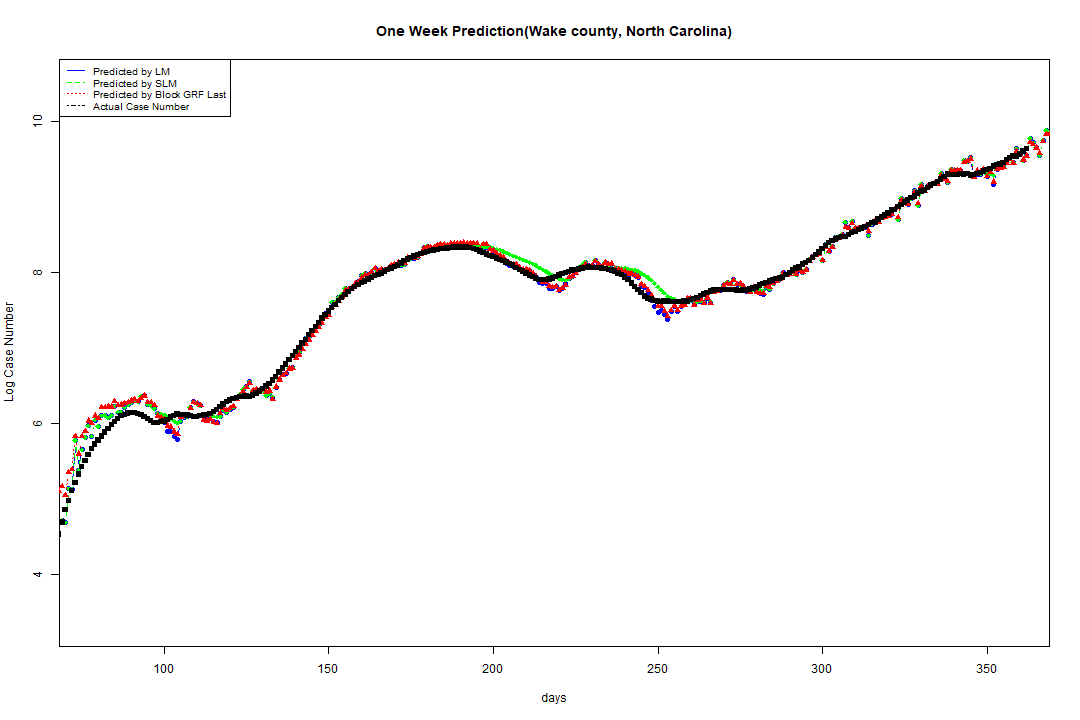 One Week Prediction(Wake county, North Carolina)
Predicted by LM
Predicted by SLM
Predicted by Block GRF Last
Actual Case Number
10
8
6
4
Log Case Number
100 150 200 250 300 350
days